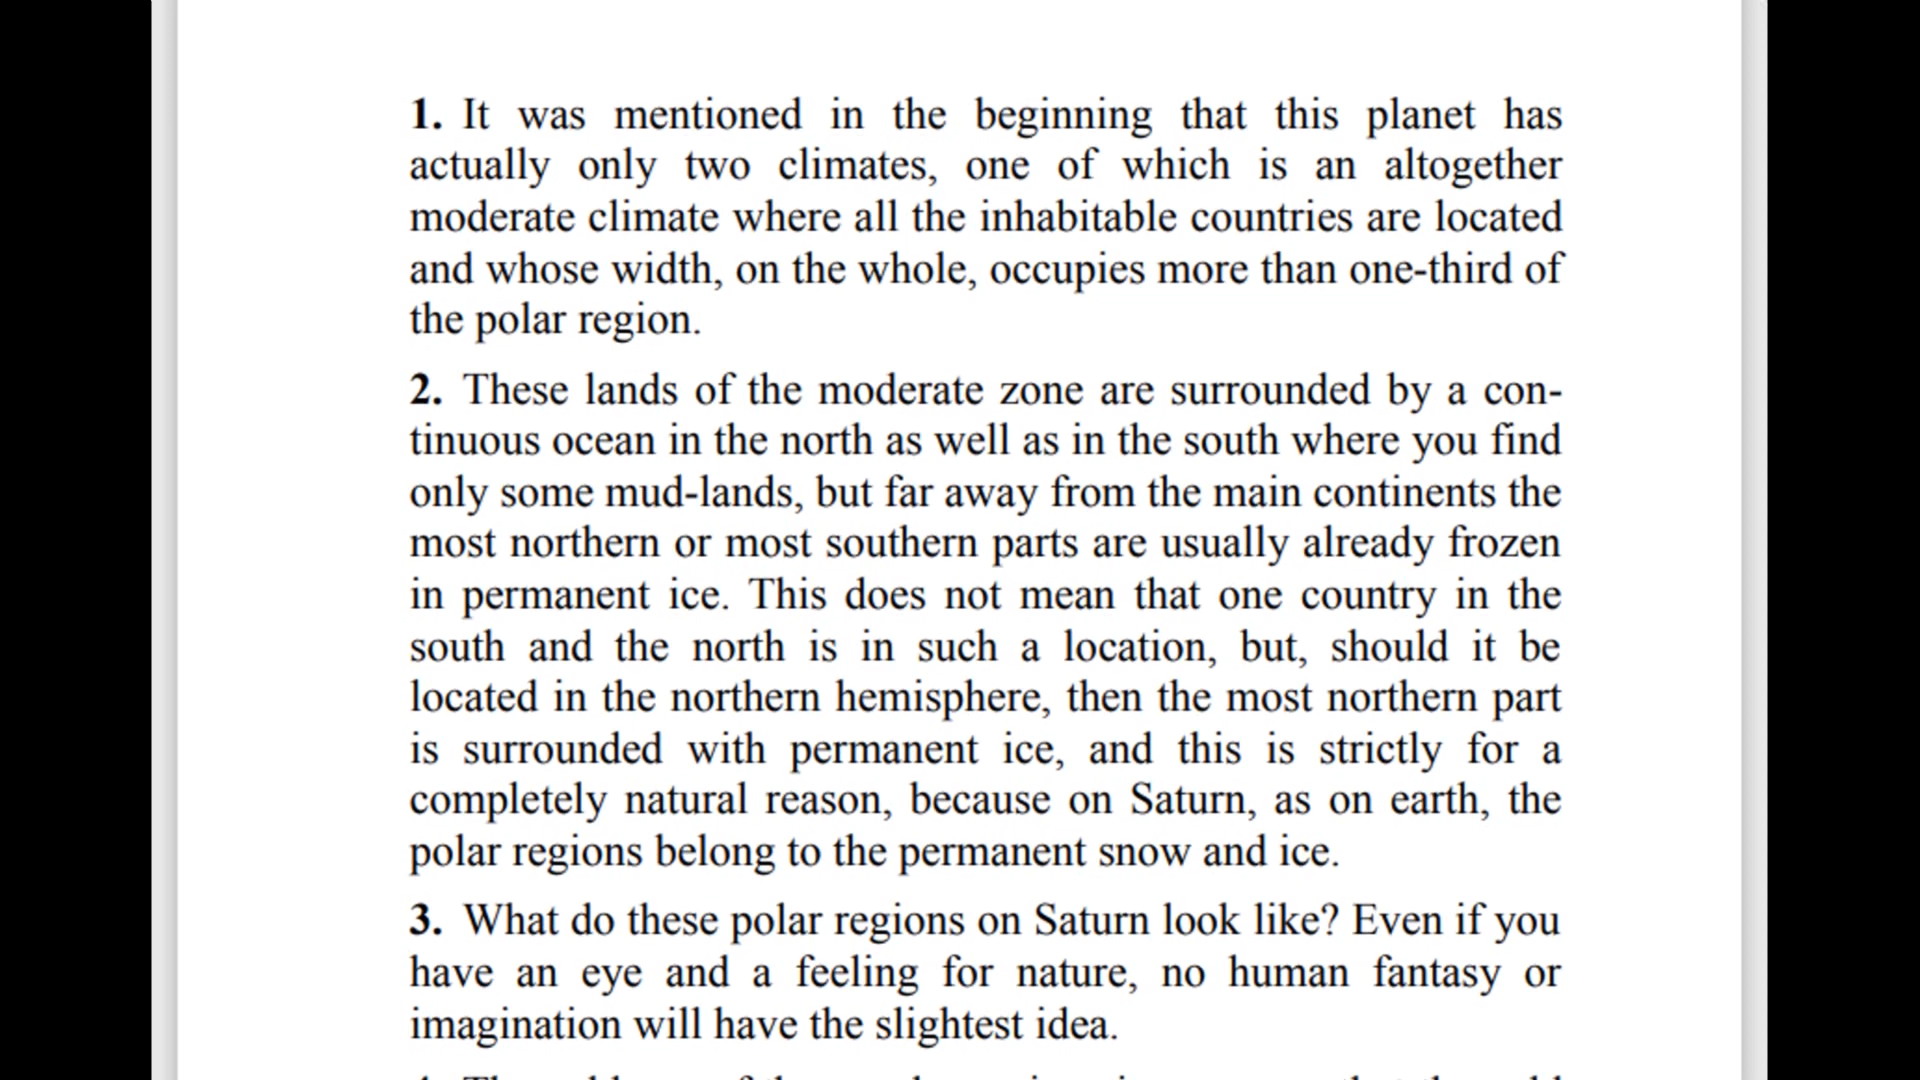 1. It was mentioned in the beginning that this planet has
actually only two climates, one of which is an altogether
moderate climate where all the inhabitable countries are located
and whose width, on the whole, occupies more than one-third of
the polar region.
2. These lands of the moderate zone are surrounded by a con-
tinuous ocean in the north as well as in the south where you find
only some mud-lands, but far away from the main continents the
most northern or most southern parts are usually already frozen
in permanent ice. This does not mean that one country in the
south and the north is in such a location, but, should it be
located in the northern hemisphere, then the most northern part
is surrounded with permanent ice, and this is strictly for a
completely natural reason, because on Saturn, as on earth, the
polar regions belong to the permanent snow and ice.
3. What do these polar regions on Saturn look like? Even if you
have an eye and a feeling for nature, no human fantasy or
imagination will have the slightest idea.